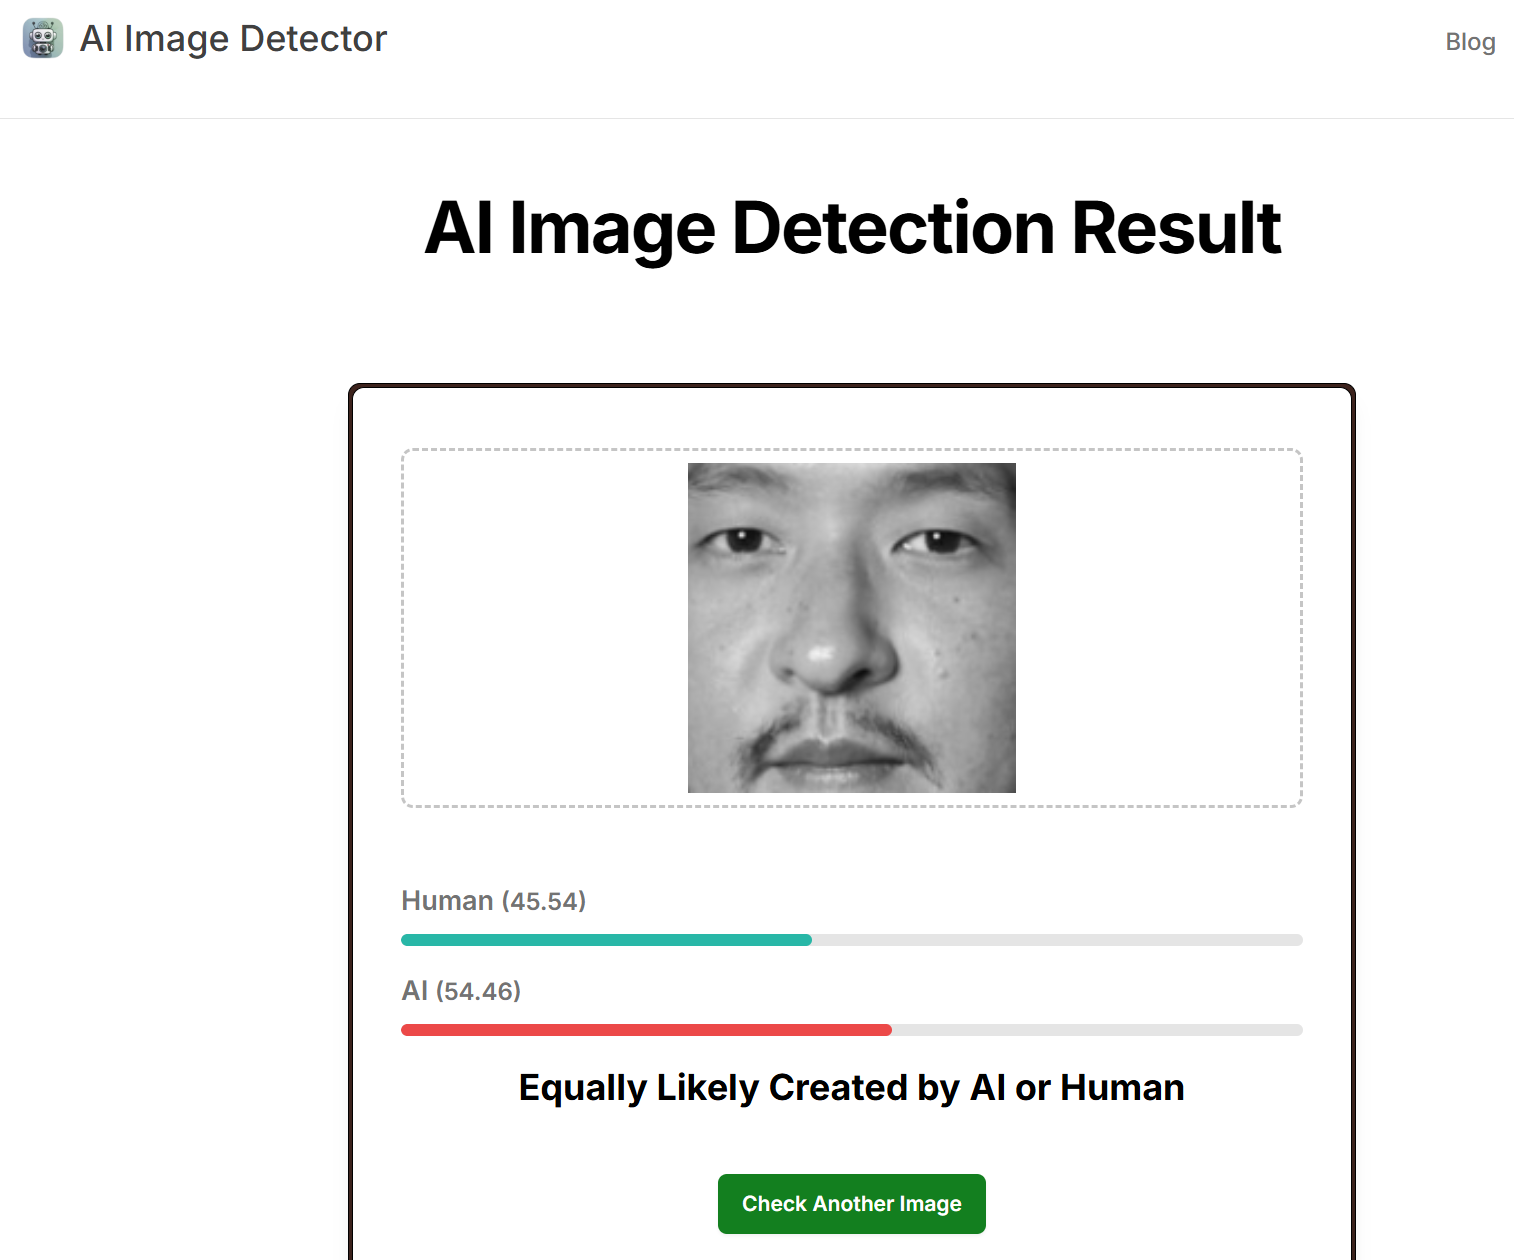 AI Image Detector
Blog
AI Image Detection Result
Human (45.54)
AI (54.46)
Equally Likely Created by AI or Human
Check Another Image